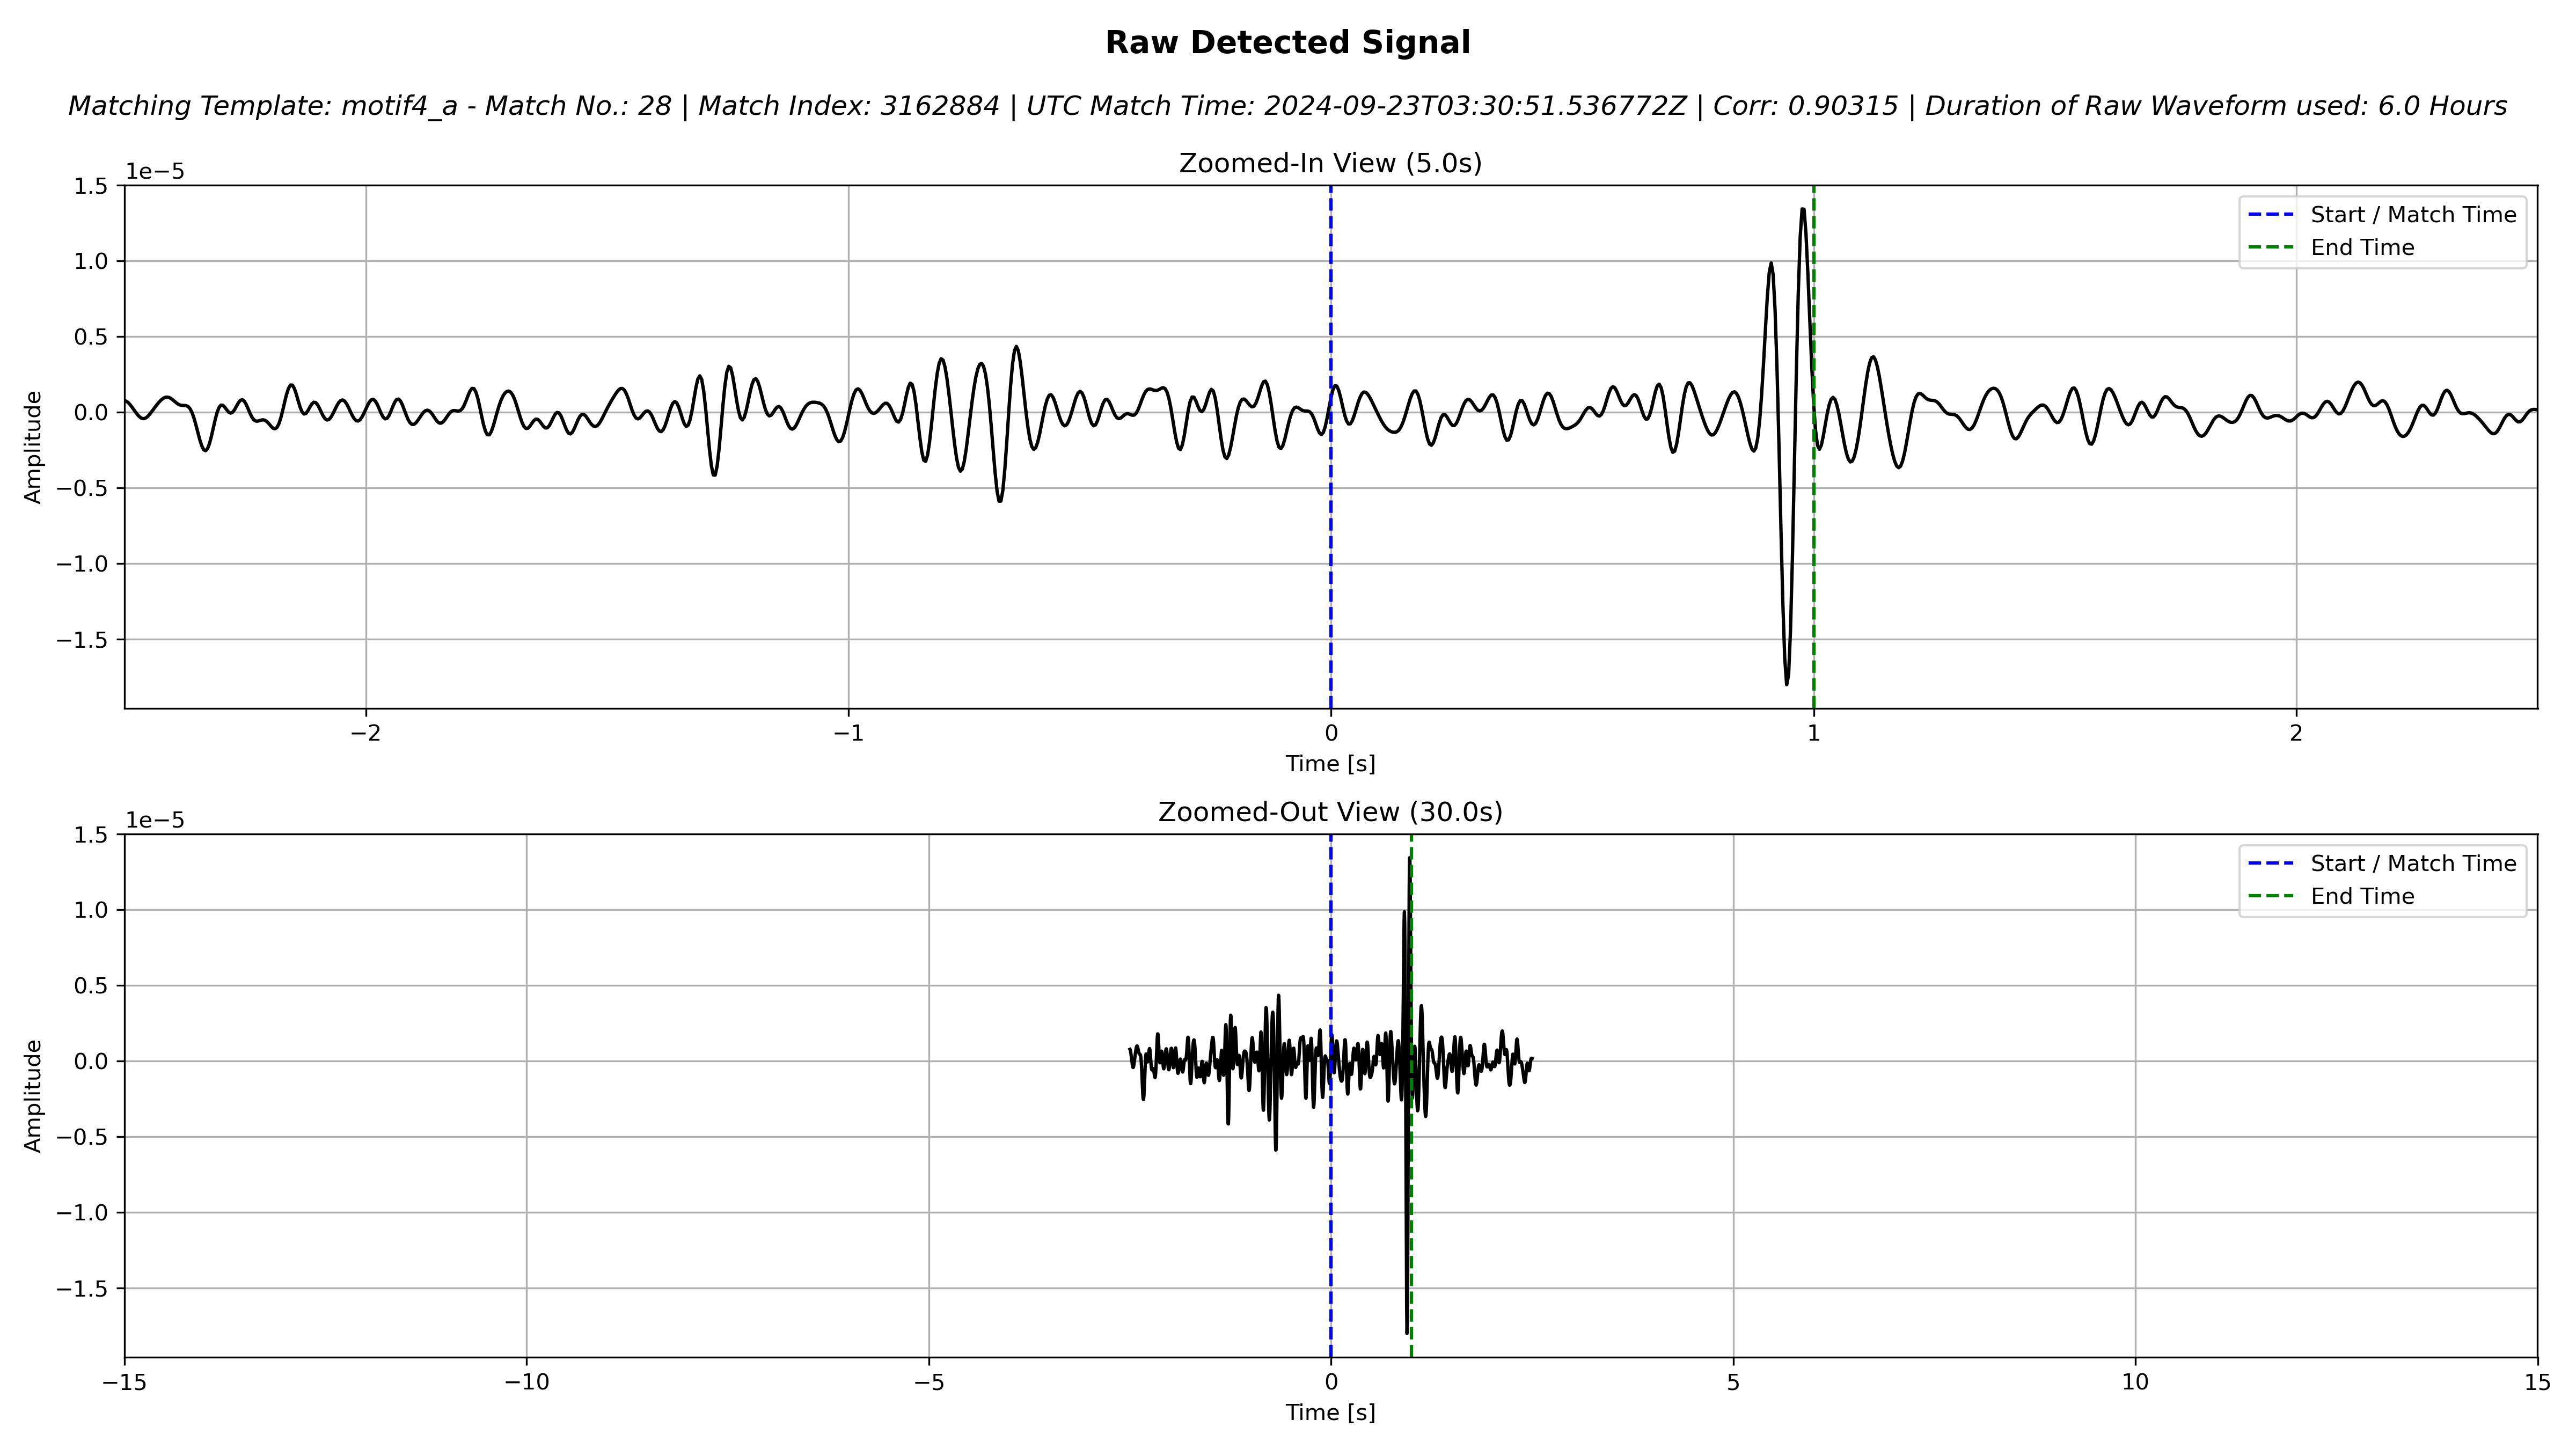 Raw Detected Signal
Matching Template: motif4_a - Match No.: 28 | Match Index: 3162884 | UTC Match Time: 2024-09-23T03:30:51.536772Z | Corr: 0.90315 | Duration of Raw Waveform used: 6.0 Hours
Zoomed-In View (5.0s)
1e−5
1.5
1.0
0.5
0.0
−0.5
−1.0
−1.5
Amplitude
Start / Match Time
End Time
−2
−1
0
1
2
Time [s]
Zoomed-Out View (30.0s)
1e−5
1.5
1.0
0.5
0.0
−0.5
−1.0
−1.5
Amplitude
Start / Match Time
End Time
−15
−10
−5
0
5
10
15
Time [s]